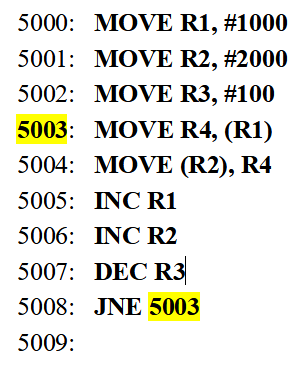 5000: MOVE R1, #1000
5001: MOVE R2, #2000
5002: MOVE R3, #100
5003: MOVE R4, (R1)
5004: MOVE (R2), R4
5005: INC R1
5006: INC R2
5007: DEC R3
5008: JNE 5003
5009: